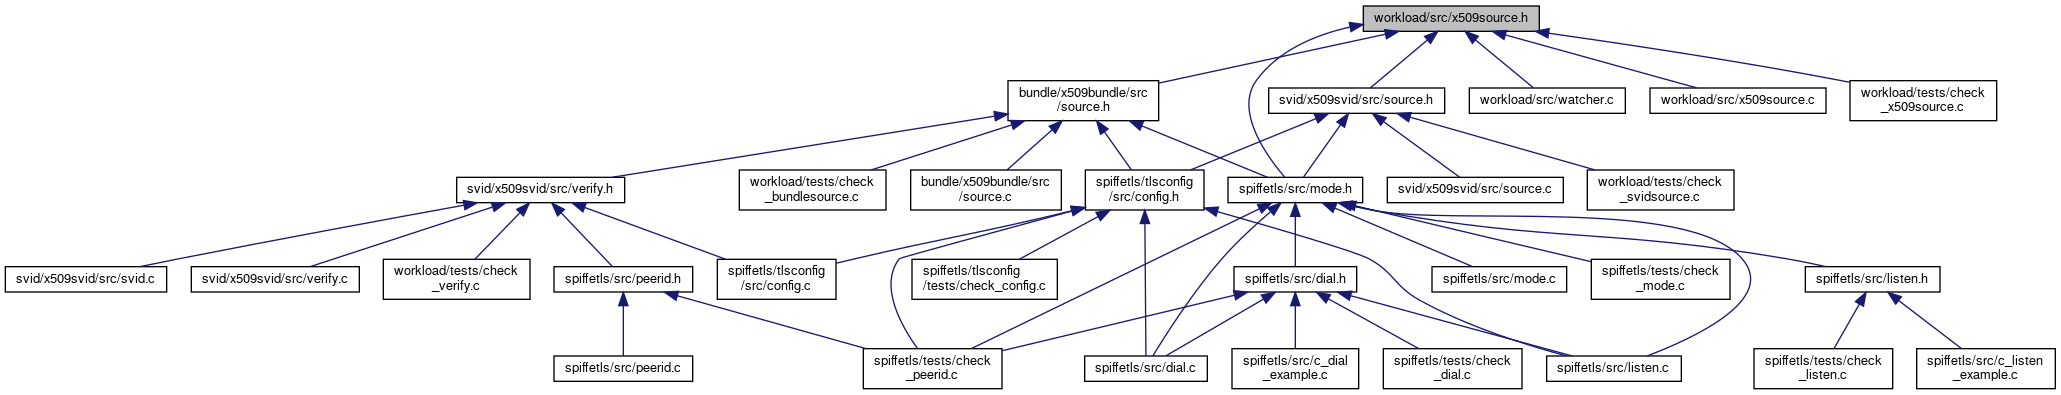 workload/src/x509source.h
bundle/x509bundle/src
/source.h
svid/x509svid/src/source.h
workload/src/watcher.c
workload/src/x509source.c
workload/tests/check
_x509source.c
svid/x509svid/src/verify.h
workload/tests/check
_bundlesource.c
bundle/x509bundle/src
/source.c
spiffetls/tlsconfig
/src/config.h
spiffetls/src/mode.h
svid/x509svid/src/source.c
workload/tests/check
_svidsource.c
svid/x509svid/src/svid.c
svid/x509svid/src/verify.c
workload/tests/check
_verify.c
spiffetls/src/peerid.h
spiffetls/tlsconfig
/src/config.c
spiffetls/tlsconfig
/tests/check_config.c
spiffetls/src/dial.h
spiffetls/src/mode.c
spiffetls/tests/check
_mode.c
spiffetls/src/listen.h
spiffetls/src/peerid.c
spiffetls/tests/check
_peerid.c
spiffetls/src/dial.c
spiffetls/src/c_dial
_example.c
spiffetls/tests/check
_dial.c
spiffetls/src/listen.c
spiffetls/tests/check
_listen.c
spiffetls/src/c_listen
_example.c